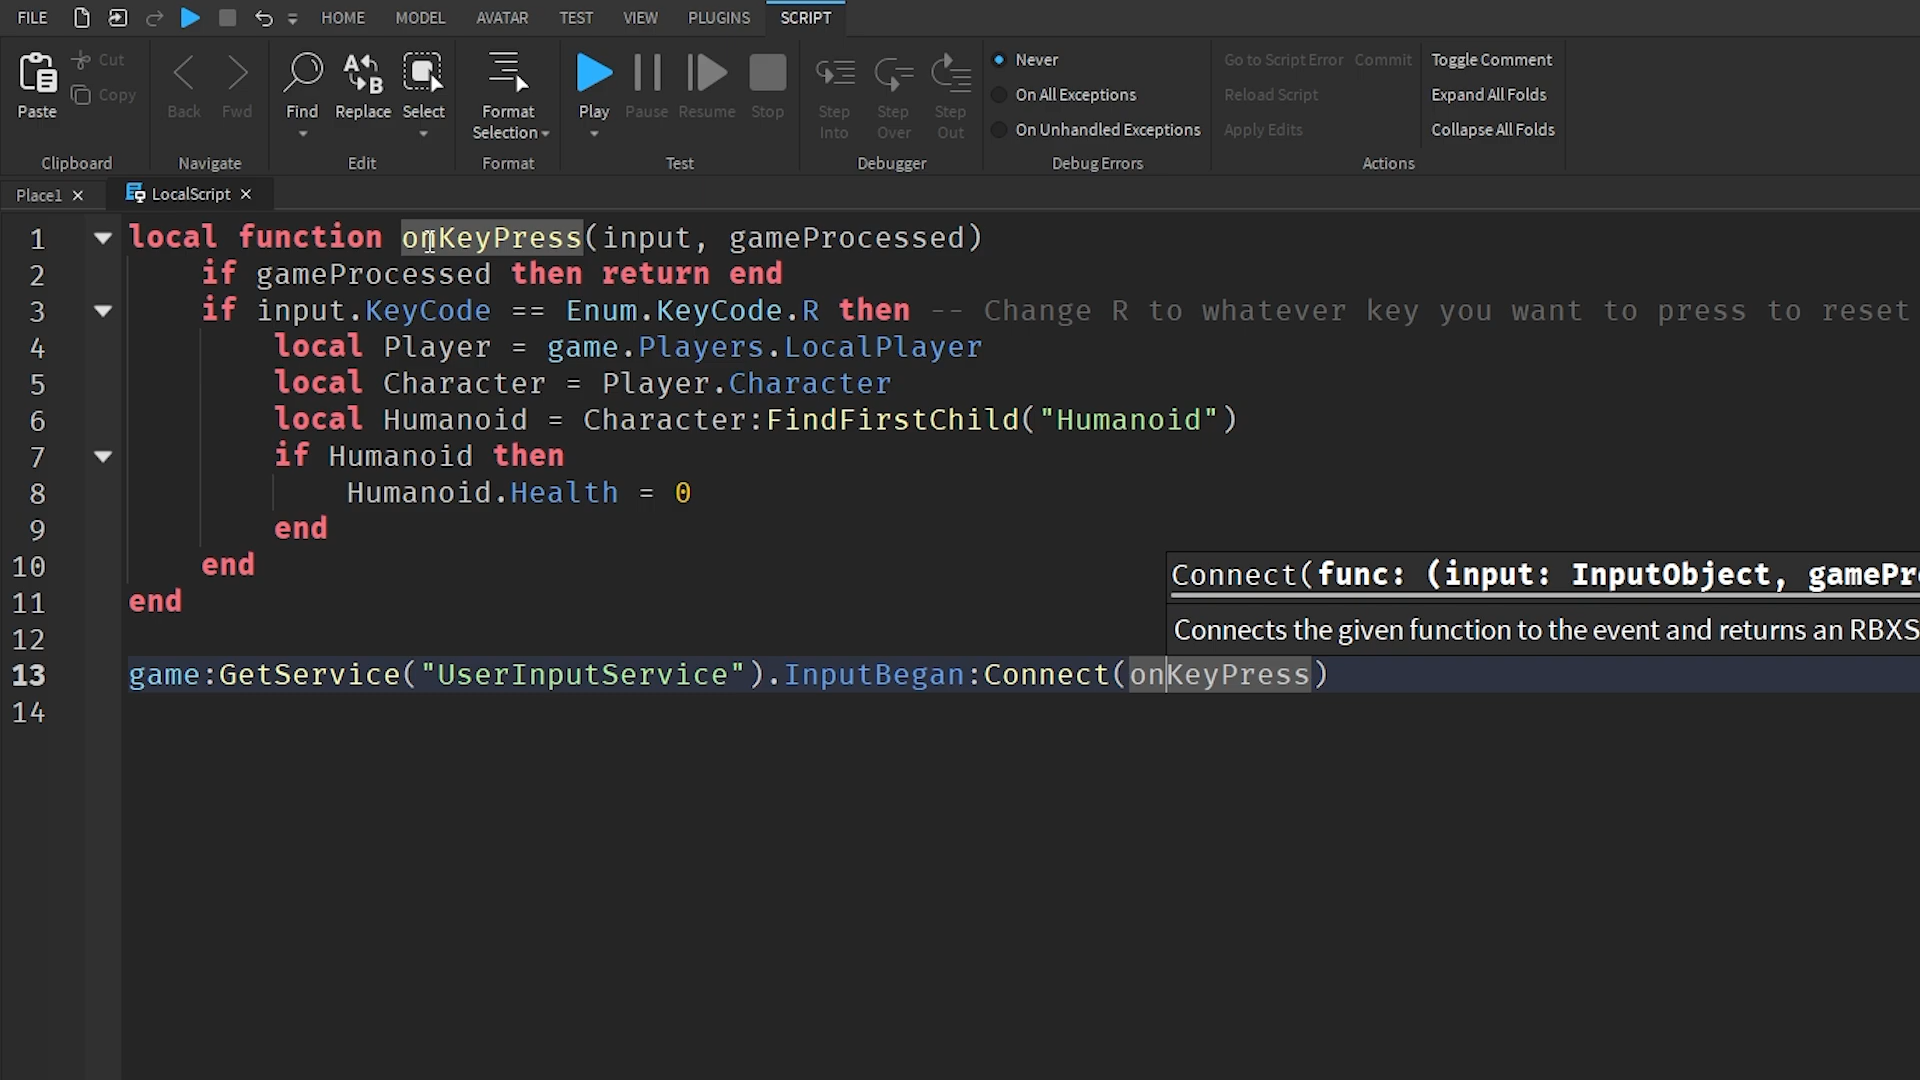 FILE HOME MODEL AVATAR TEST VIEW PLUGINS SCRIPT
Paste Cut Copy
Clipboard
Back Fwd
Navigate
Find Replace Select
Edit
Format Selection
Format
Play Pause Resume Stop
Test
Step Into Step Over Step Out
Debugger
Never
On All Exceptions
On Unhandled Exceptions
Debug Errors
Go to Script Error Commit
Reload Script
Apply Edits
Toggle Comment
Expand All Folds
Collapse All Folds
Actions
Place1 × LocalScript ×
1 local function onKeyPress(input, gameProcessed)
2 if gameProcessed then return end
3 if input.KeyCode == Enum.KeyCode.R then -- Change R to whatever key you want to press to reset
4 local Player = game.Players.LocalPlayer
5 local Character = Player.Character
6 local Humanoid = Character:FindFirstChild("Humanoid")
7 if Humanoid then
8 Humanoid.Health = 0
9 end
10 end
11 end
12
13 game:GetService("UserInputService").InputBegan:Connect(onKeyPress)
14
Connect(func: (input: InputObject, gamePr
Connects the given function to the event and returns an RBXS